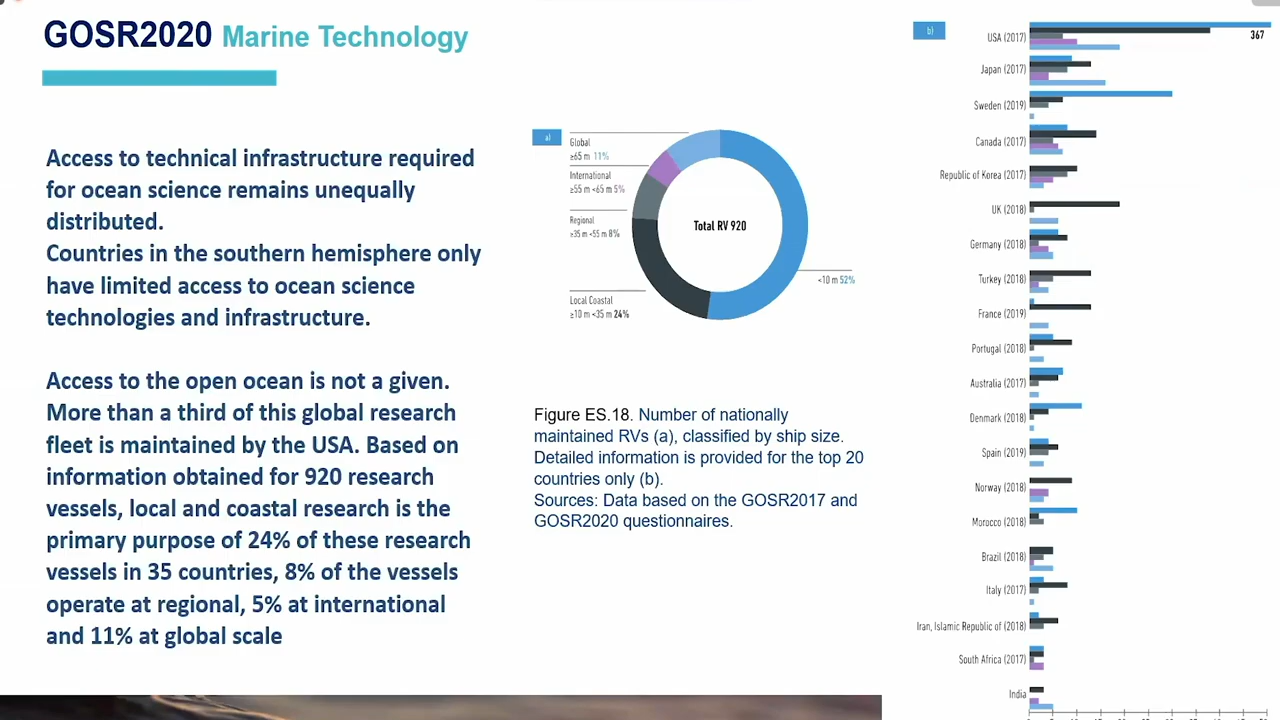 GOSR2020 Marine Technology
Access to technical infrastructure required
for ocean science remains unequally
distributed.
Countries in the southern hemisphere only
have limited access to ocean science
technologies and infrastructure.
Access to the open ocean is not a given.
More than a third of this global research
fleet is maintained by the USA. Based on
information obtained for 920 research
vessels, local and coastal research is the
primary purpose of 24% of these research
vessels in 35 countries, 8% of the vessels
operate at regional, 5% at international
and 11% at global scale
a)
Global
≥65 m 11%
International
≥55 m <65 m 5%
Regional
≥35 m <55 m 8%
Local Coastal
≥10 m <35 m 24%
Total RV 920
<10 m 52%
Figure ES.18. Number of nationally
maintained RVs (a), classified by ship size.
Detailed information is provided for the top 20
countries only (b).
Sources: Data based on the GOSR2017 and
GOSR2020 questionnaires.
b)
USA (2017)
367
Japan (2017)
Sweden (2019)
Canada (2017)
Republic of Korea (2017)
UK (2018)
Germany (2018)
Turkey (2018)
France (2019)
Portugal (2018)
Australia (2017)
Denmark (2018)
Spain (2019)
Norway (2018)
Morocco (2018)
Brazil (2018)
Italy (2017)
Iran, Islamic Republic of (2018)
South Africa (2017)
India